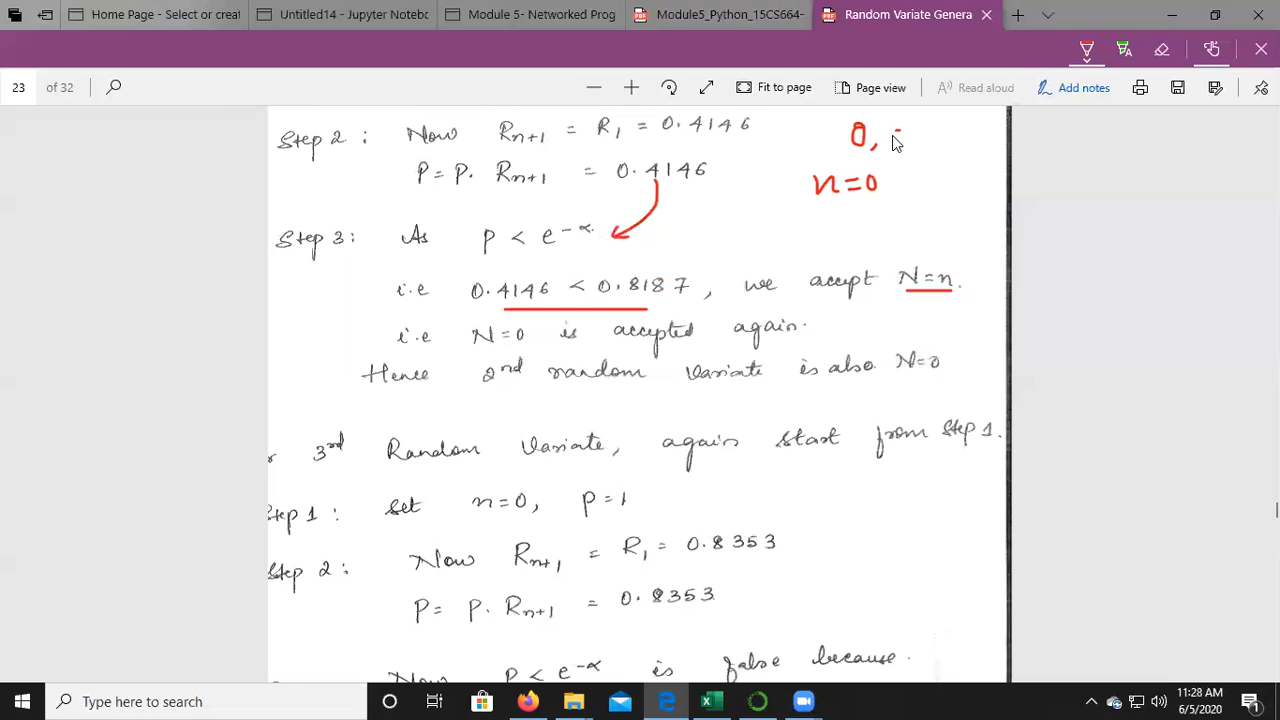 Home Page - Select or creat
Untitled14 - Jupyter Noteb
Module 5- Networked Prog
Module5_Python_15CS664-
Random Variate Genera
23 of 32
Fit to page
Page view
Read aloud
Add notes
Step 2 : Now Rn+1 = R1 = 0.4146
0,
P = P. Rn+1 = 0.4146
n=0
Step 3: As P < e^-α
i.e 0.4146 < 0.8187, we accept N=n.
i.e N=0 is accepted again.
Hence 2nd random variate is also N=0
3rd Random Variate, again start from Step 1.
Step 1 : Set n=0, P=1
Step 2 : Now Rn+1 = R1 = 0.8353
P = P. Rn+1 = 0.8353
Now P < e^-α is false because.
Type here to search
11:28 AM
6/5/2020